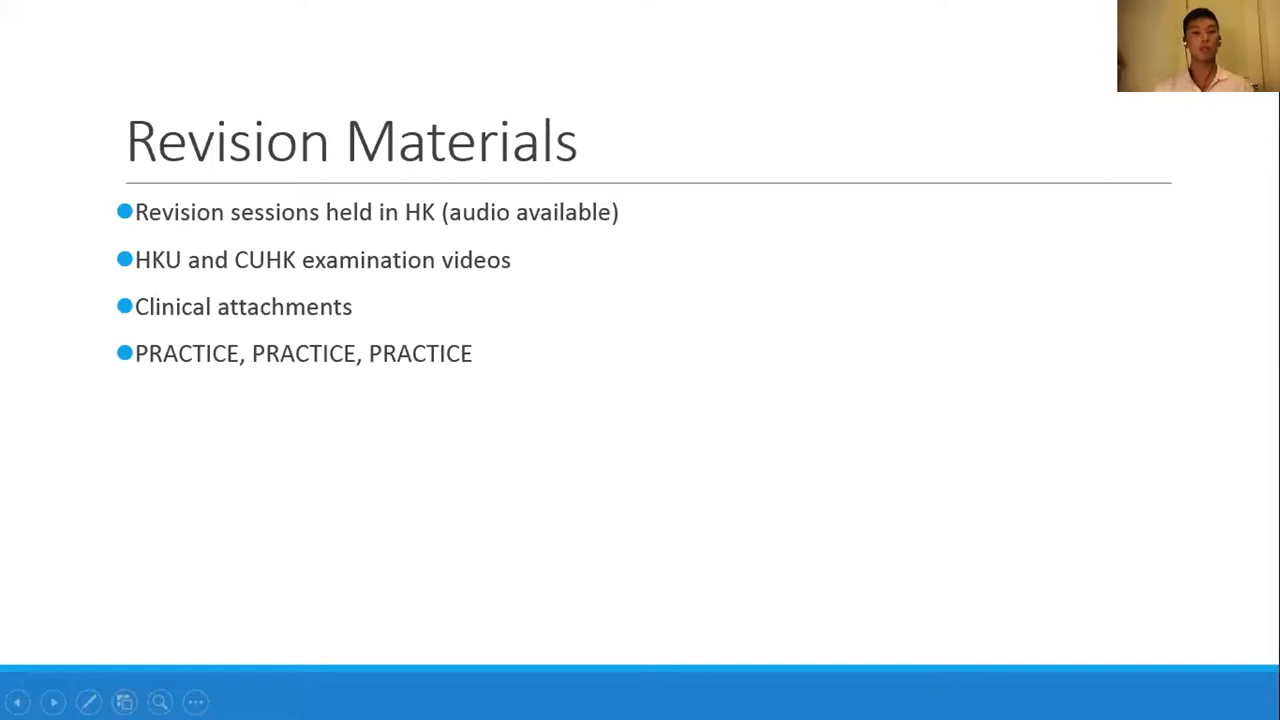 Revision Materials
Revision sessions held in HK (audio available)
HKU and CUHK examination videos
Clinical attachments
PRACTICE, PRACTICE, PRACTICE